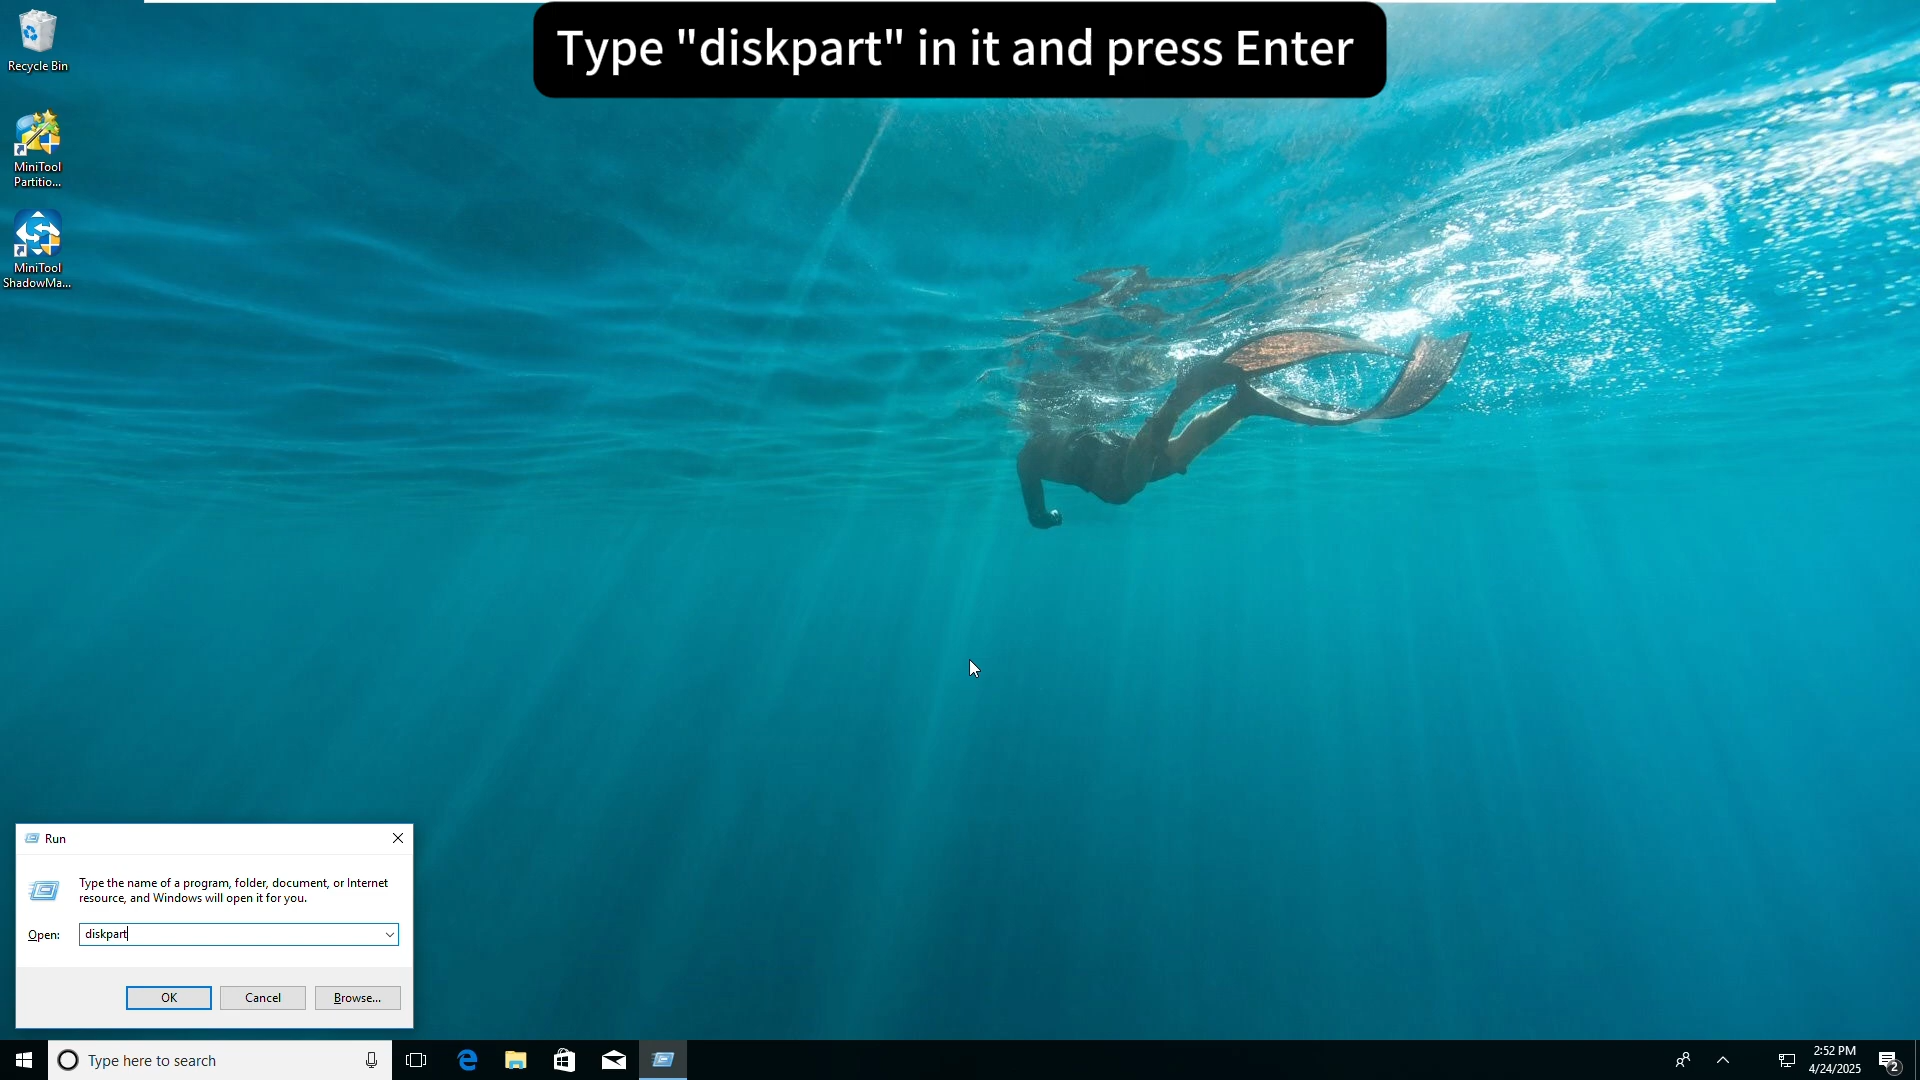 Type "diskpart" in it and press Enter
Recycle Bin
MiniTool
Partitio...
MiniTool
ShadowMa...
Run
Type the name of a program, folder, document, or Internet
resource, and Windows will open it for you.
Open:
diskpart
OK
Cancel
Browse...
Type here to search
2:52 PM
4/24/2025
2